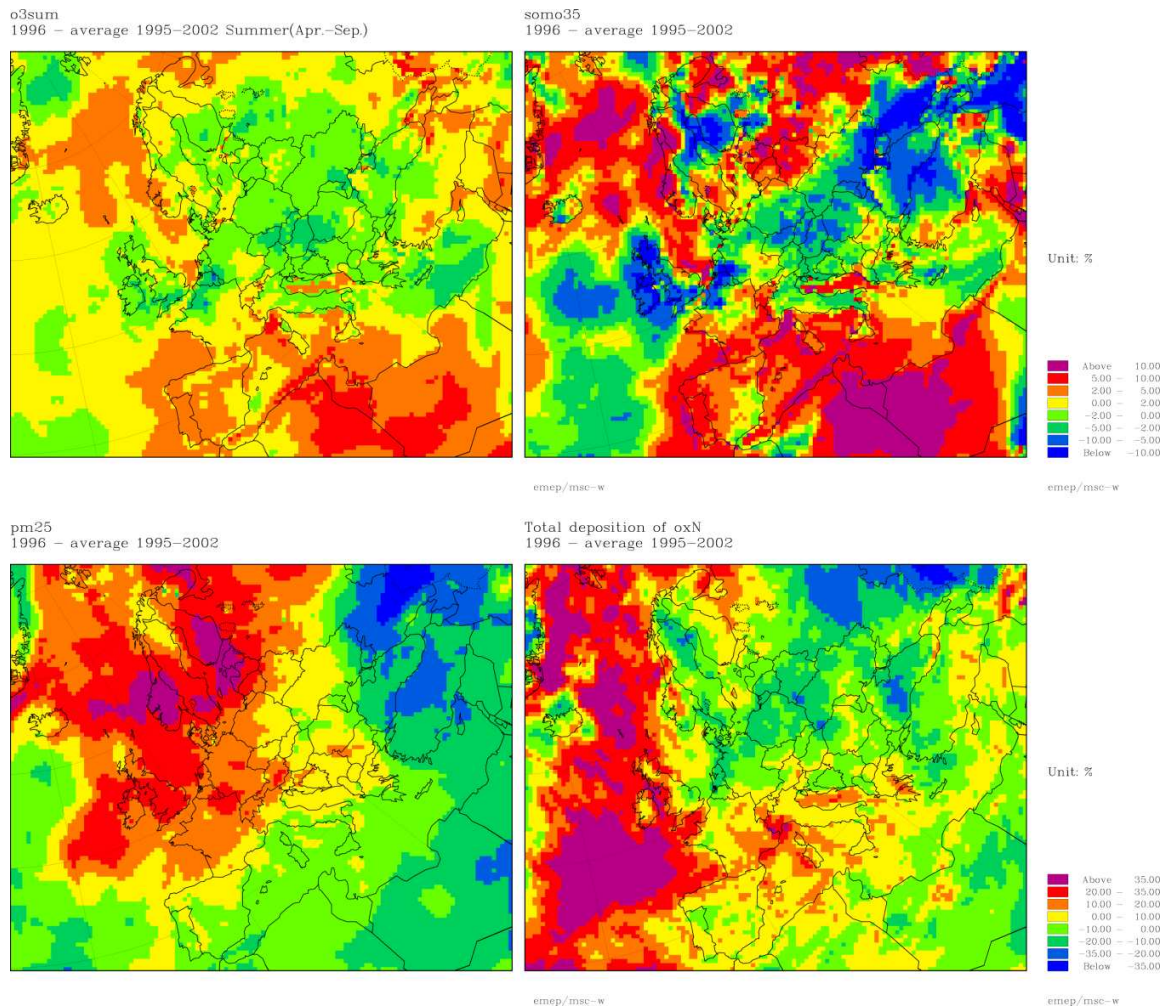 o3sum
1996 - average 1995-2002 Summer(Apr.-Sep.)
somo35
1996 - average 1995-2002
Unit: %
Above 10.00
5.00 - 10.00
2.00 - 5.00
0.00 - 2.00
-2.00 - 0.00
-5.00 - -2.00
-10.00 - -5.00
Below -10.00
emep/msc-w
emep/msc-w
pm25
1996 - average 1995-2002
Total deposition of oxN
1996 - average 1995-2002
Unit: %
Above 35.00
20.00 - 35.00
10.00 - 20.00
0.00 - 10.00
-10.00 - 0.00
-20.00 - -10.00
-35.00 - -20.00
Below -35.00
emep/msc-w
emep/msc-w